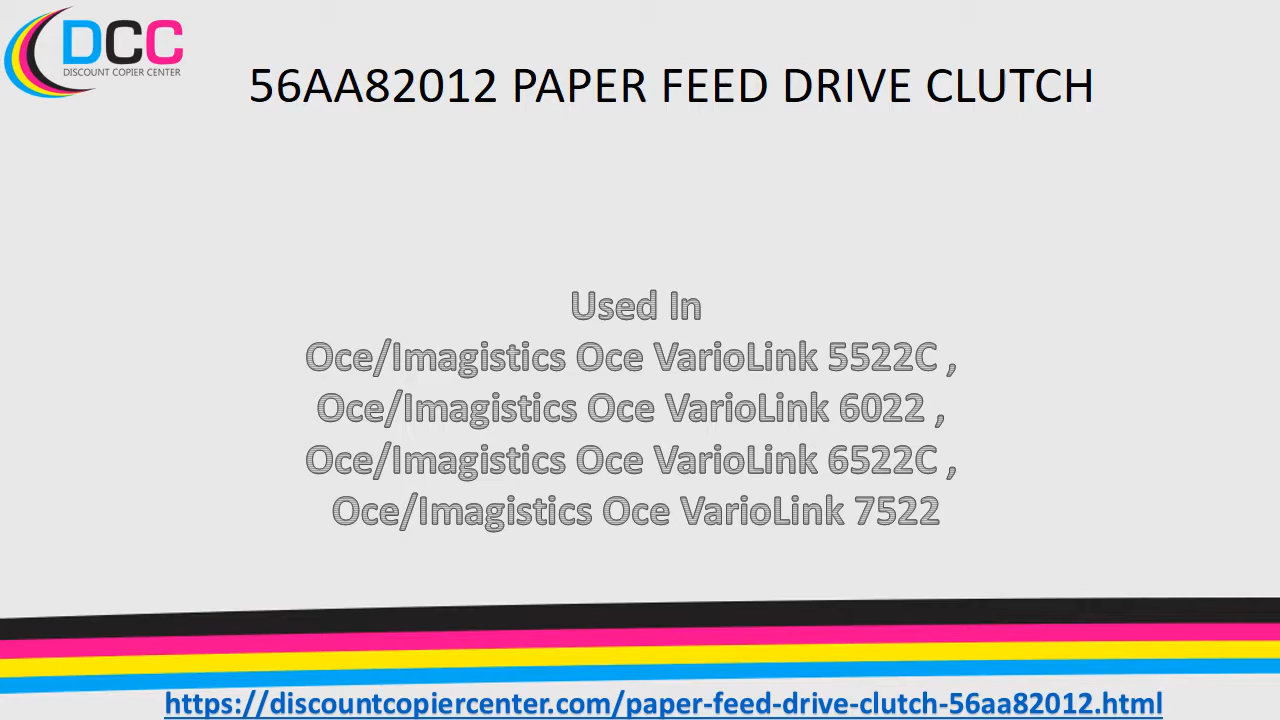 DCC
DISCOUNT COPIER CENTER
56AA82012 PAPER FEED DRIVE CLUTCH
Used In
Oce/Imagistics Oce VarioLink 5522C ,
Oce/Imagistics Oce VarioLink 6022 ,
Oce/Imagistics Oce VarioLink 6522C ,
Oce/Imagistics Oce VarioLink 7522
https://discountcopiercenter.com/paper-feed-drive-clutch-56aa82012.html